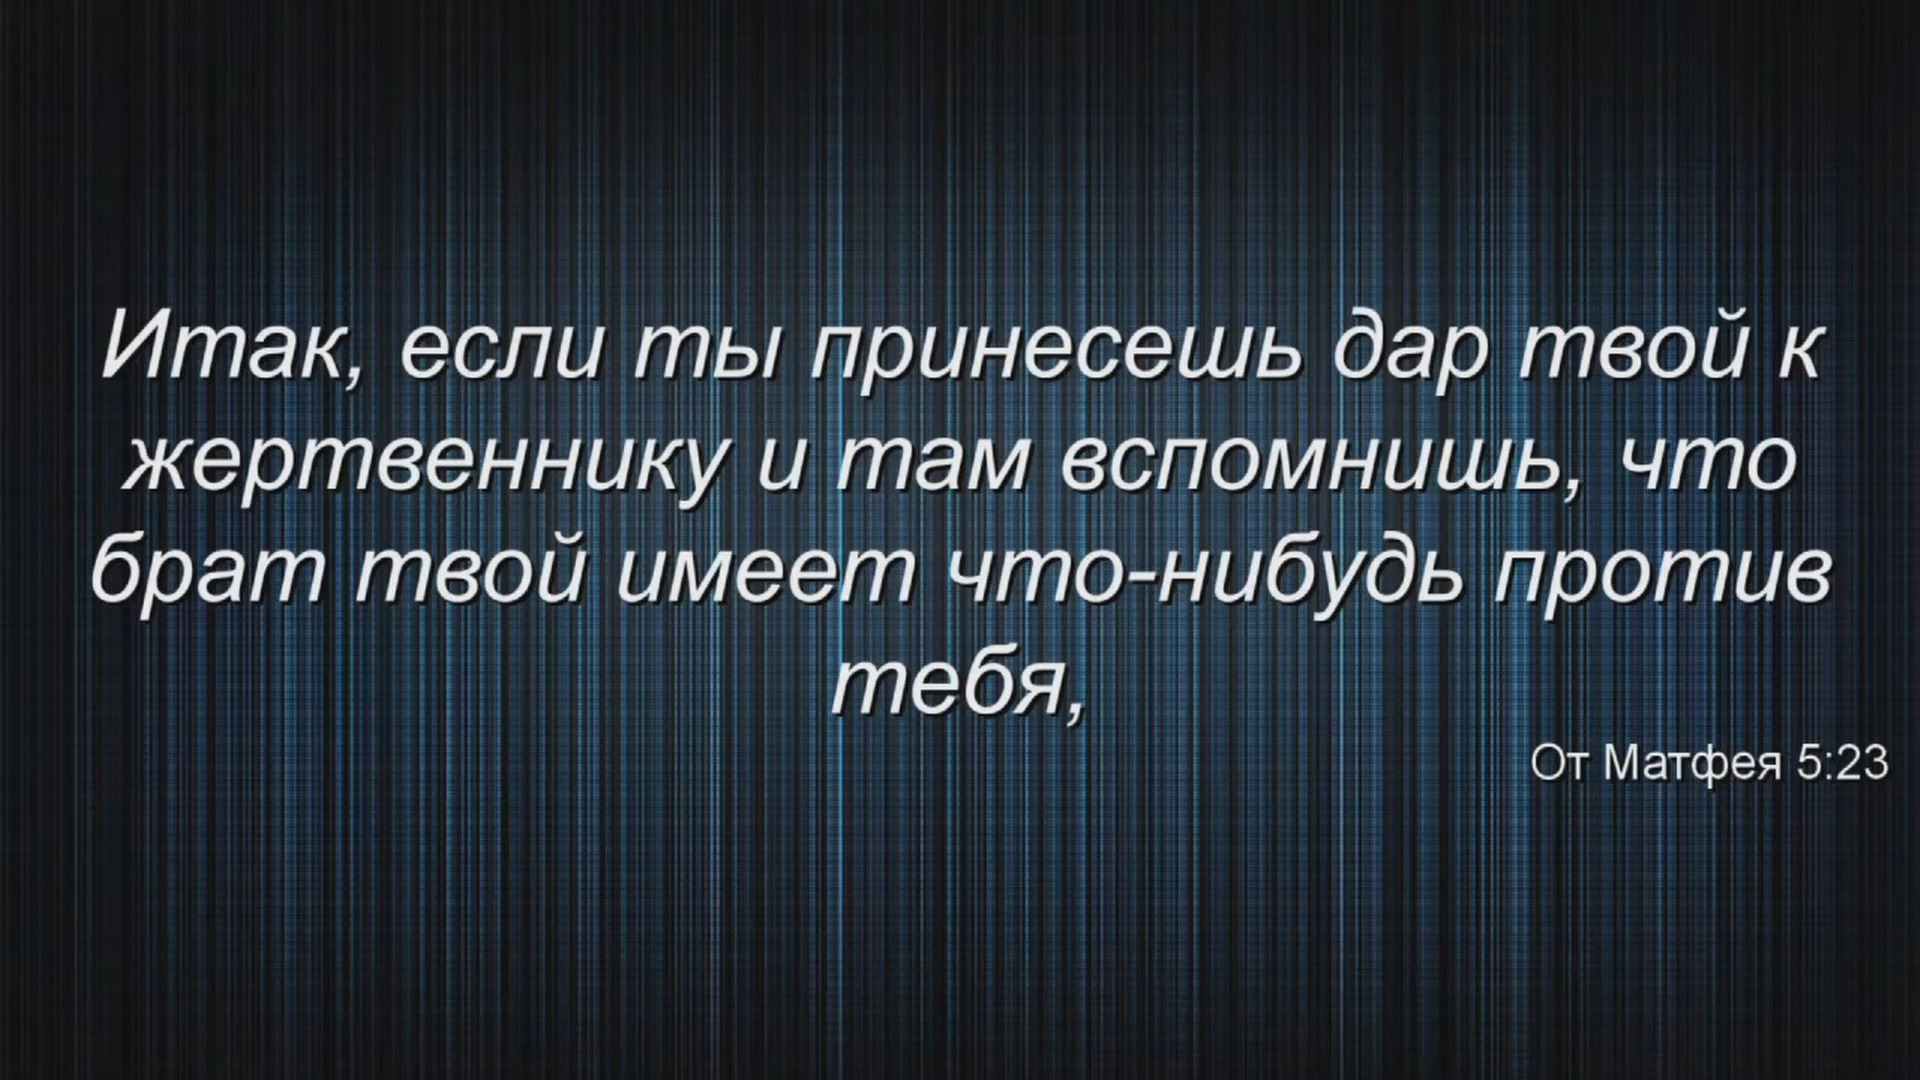 Итак, если ты принесешь дар твой к
жертвеннику и там вспомнишь, что
брат твой имеет что-нибудь против
тебя,
От Матфея 5:23